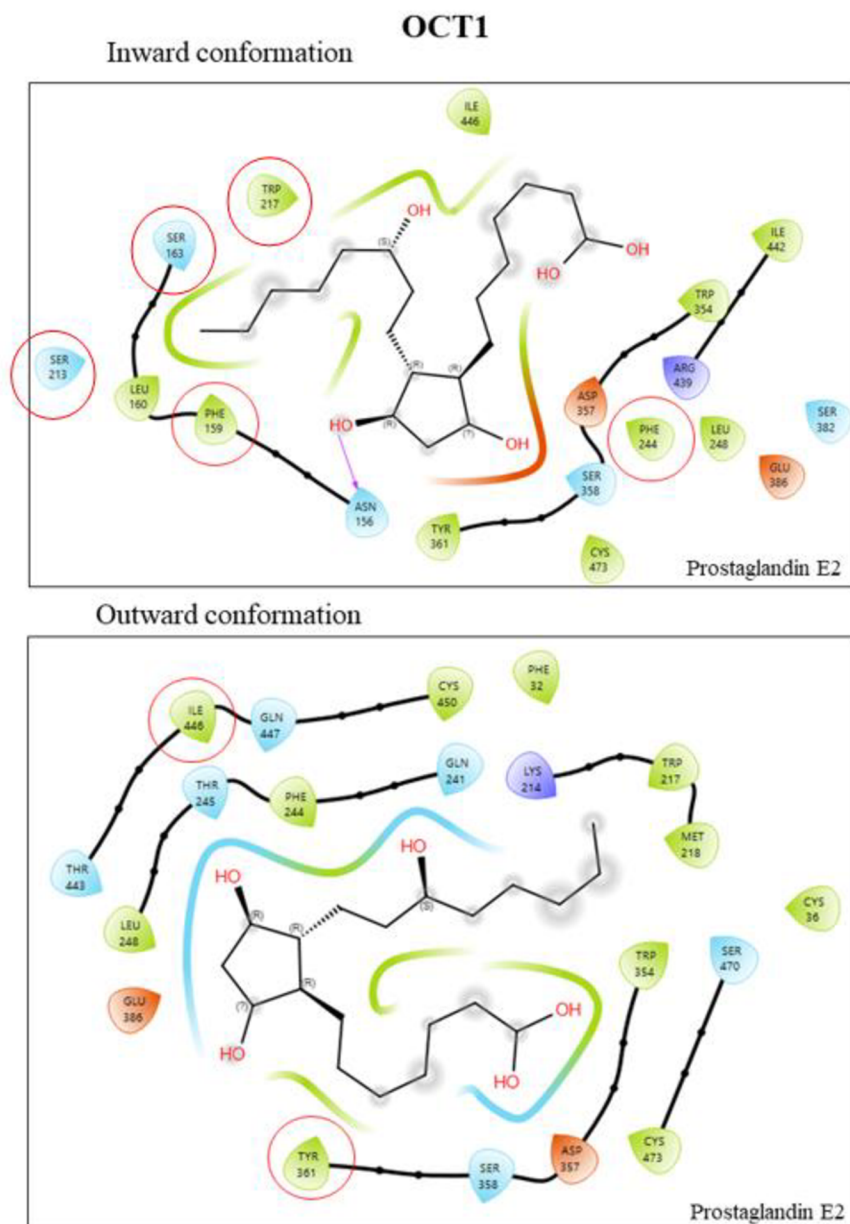 OCT1
Inward conformation
ILE
446
TRP
217
OH
(S)
SER
163
HO
OH
ILE
442
TRP
354
SER
213
LEU
160
(R)
(R)
ARG
439
ASP
357
PHE
159
HO
(R)
(?)
OH
PHE
244
LEU
248
SER
382
GLU
386
SER
358
ASN
156
TYR
361
CYS
473
Prostaglandin E2
Outward conformation
PHE
32
CYS
450
ILE
446
GLN
447
GLN
241
LYS
214
TRP
217
THR
245
PHE
244
MET
218
THR
443
HO
HO
(S)
CYS
36
LEU
248
(R)
(R)
TRP
354
SER
470
(R)
GLU
386
(?)
HO
OH
HO
TYR
361
SER
358
ASP
357
CYS
473
Prostaglandin E2